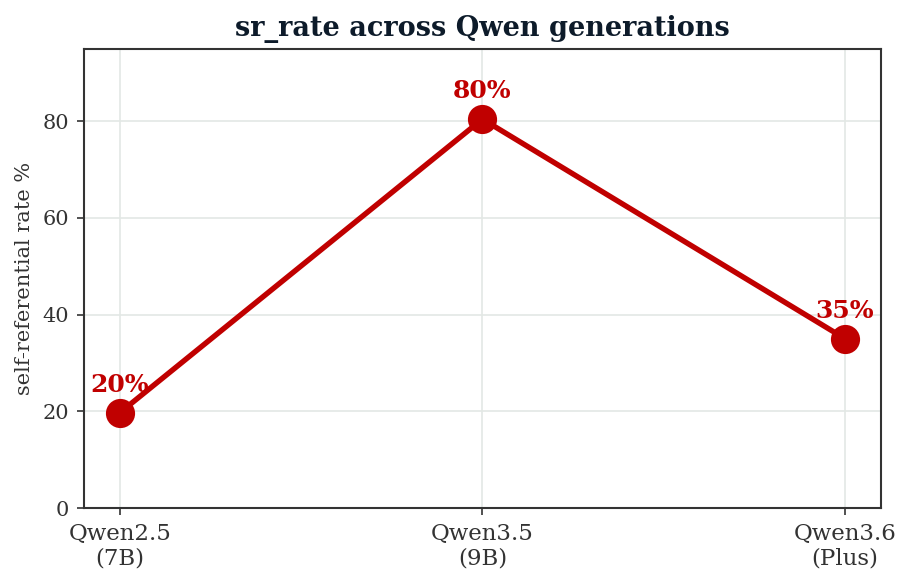 sr_rate across Qwen generations
self-referential rate %
80
60
40
20
0
20%
80%
35%
Qwen2.5
(7B)
Qwen3.5
(9B)
Qwen3.6
(Plus)